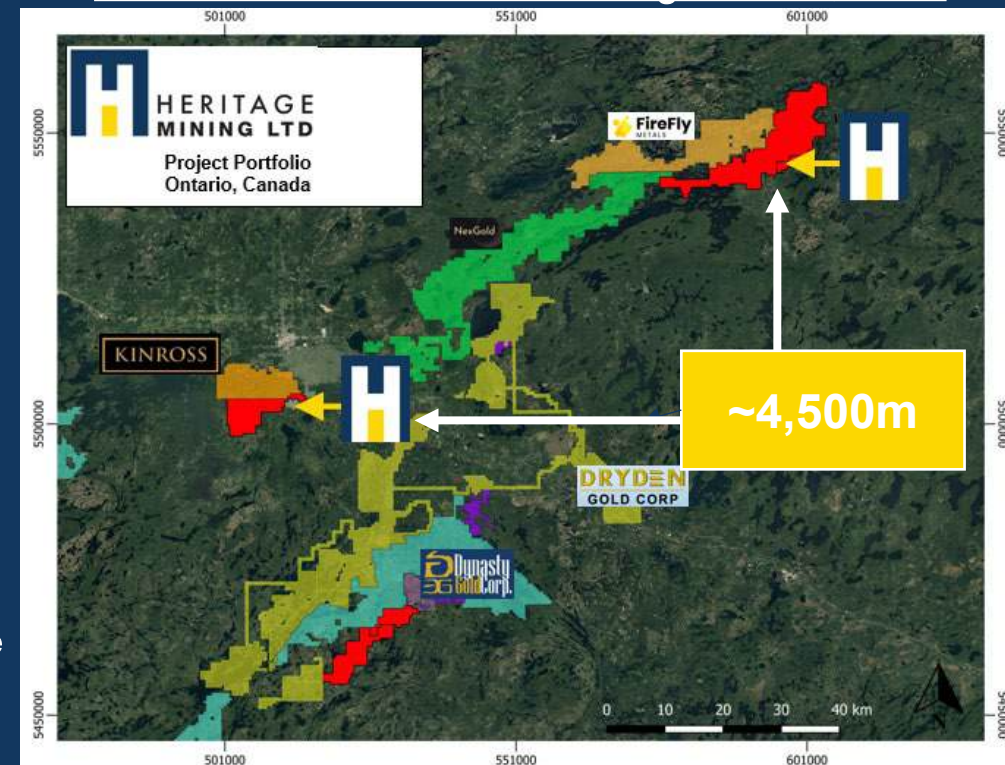 501000
551000
601000
HERITAGE
MINING LTD
Project Portfolio
Ontario, Canada
FireFly
METALS
5550000
NexGold
KINROSS
~4,500m
5500000
DRYDEN
GOLD CORP
Dynasty
Gold Corp.
0 10 20 30 40 km
N
5450000
501000
551000
601000